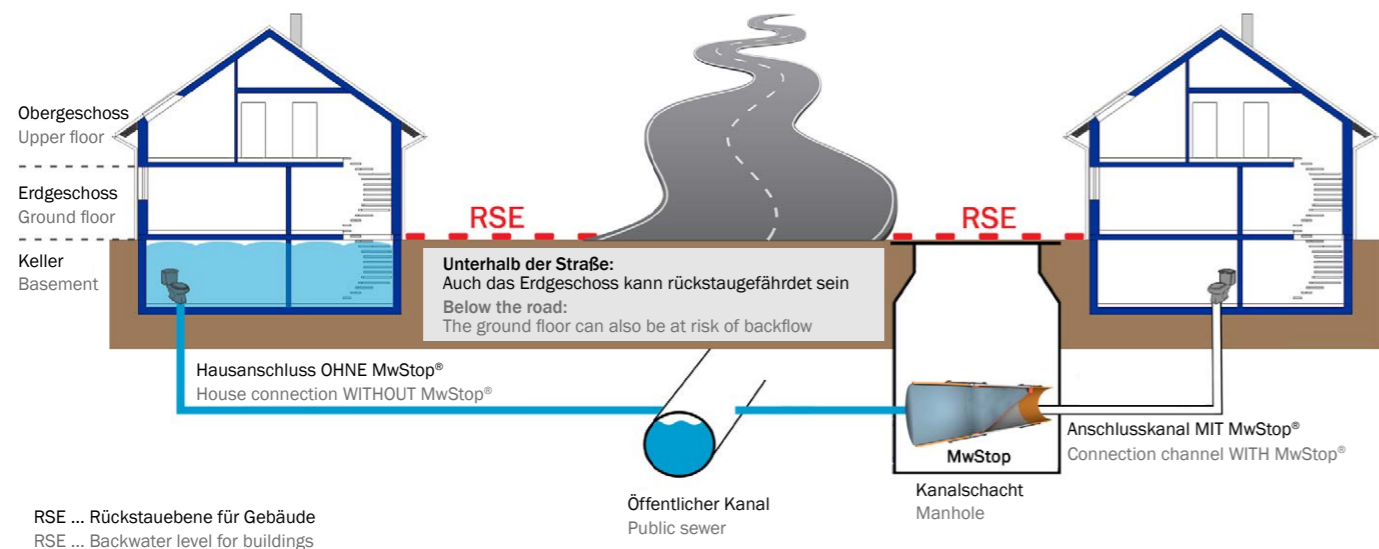 Obergeschoss
Upper floor
Erdgeschoss
Ground floor
Keller
Basement
RSE
RSE
Unterhalb der Straße:
Auch das Erdgeschoss kann rückstaugefährdet sein
Below the road:
The ground floor can also be at risk of backflow
Hausanschluss OHNE MwStop®
House connection WITHOUT MwStop®
MwStop
Anschlusskanal MIT MwStop®
Connection channel WITH MwStop®
Öffentlicher Kanal
Public sewer
Kanalschacht
Manhole
RSE ... Rückstauebene für Gebäude
RSE ... Backwater level for buildings